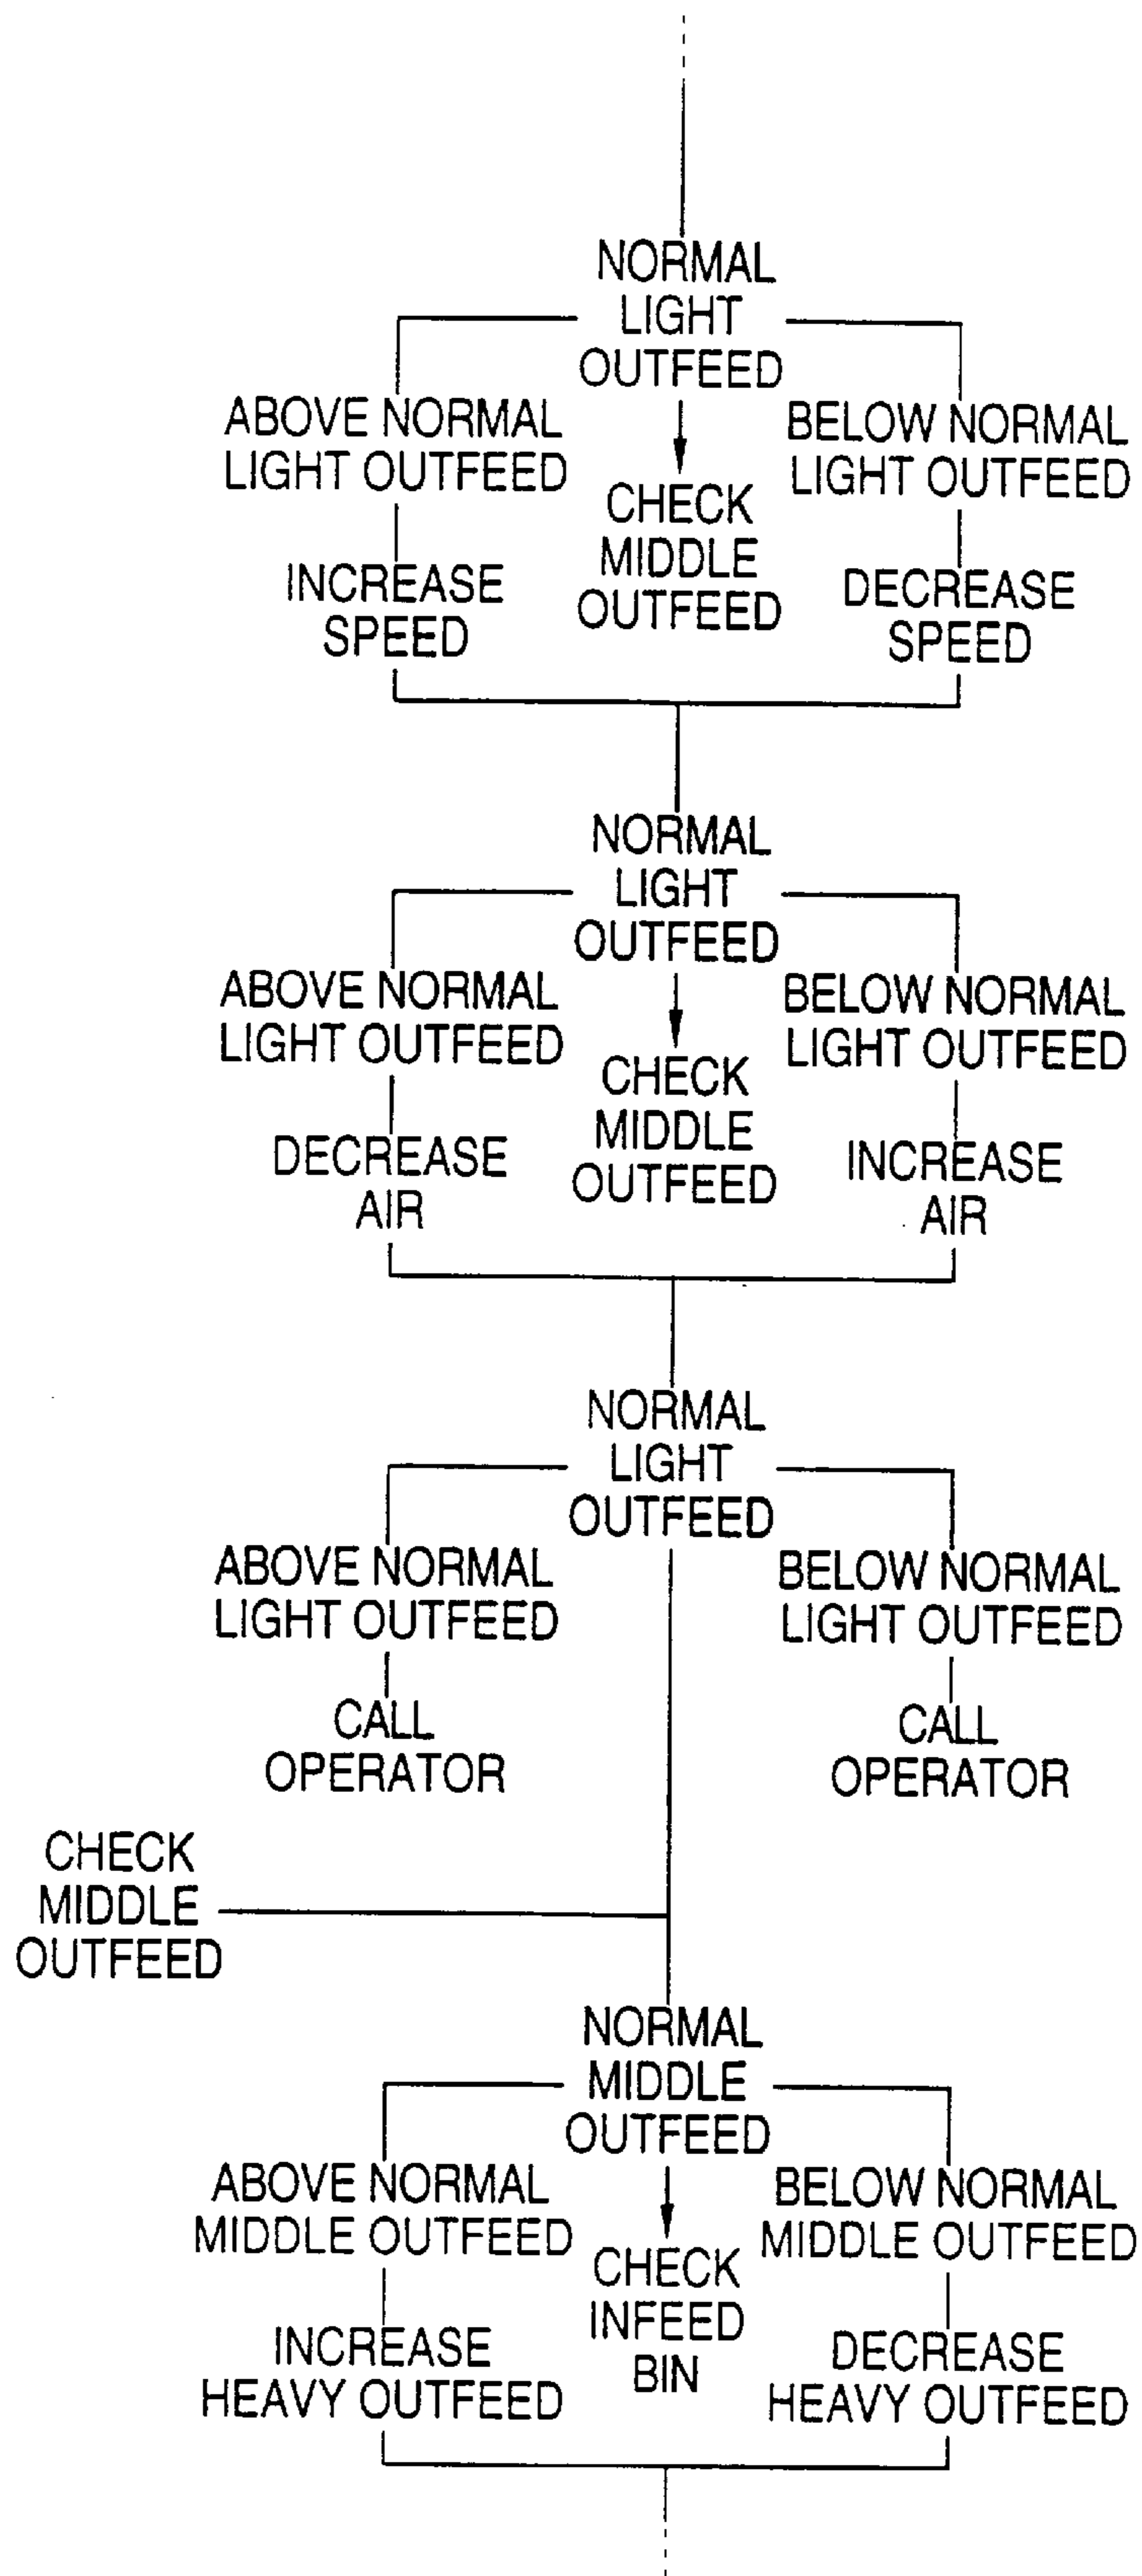 NORMAL
LIGHT
OUTFEED
ABOVE NORMAL
LIGHT OUTFEED
INCREASE
SPEED
CHECK
MIDDLE
OUTFEED
BELOW NORMAL
LIGHT OUTFEED
DECREASE
SPEED
NORMAL
LIGHT
OUTFEED
ABOVE NORMAL
LIGHT OUTFEED
DECREASE
AIR
CHECK
MIDDLE
OUTFEED
BELOW NORMAL
LIGHT OUTFEED
INCREASE
AIR
NORMAL
LIGHT
OUTFEED
ABOVE NORMAL
LIGHT OUTFEED
CALL
OPERATOR
BELOW NORMAL
LIGHT OUTFEED
CALL
OPERATOR
CHECK
MIDDLE
OUTFEED
NORMAL
MIDDLE
OUTFEED
ABOVE NORMAL
MIDDLE OUTFEED
INCREASE
HEAVY OUTFEED
CHECK
INFEED
BIN
BELOW NORMAL
MIDDLE OUTFEED
DECREASE
HEAVY OUTFEED